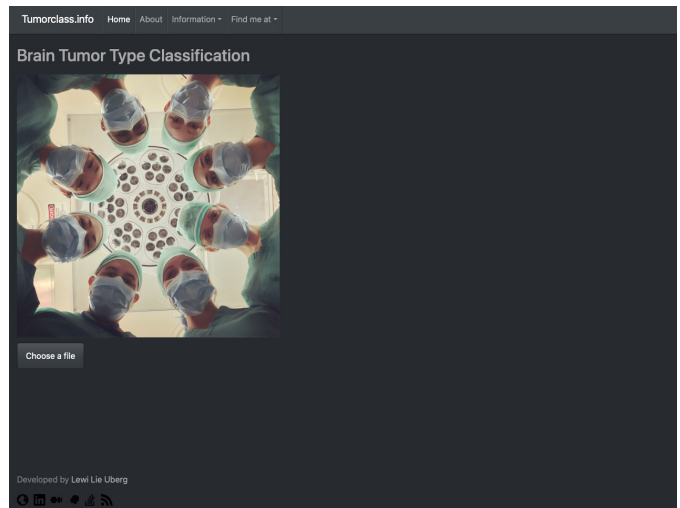 Tumorclass.info Home About Information Find me at
Brain Tumor Type Classification
Choose a file
Developed by Lewi Lie Uberg